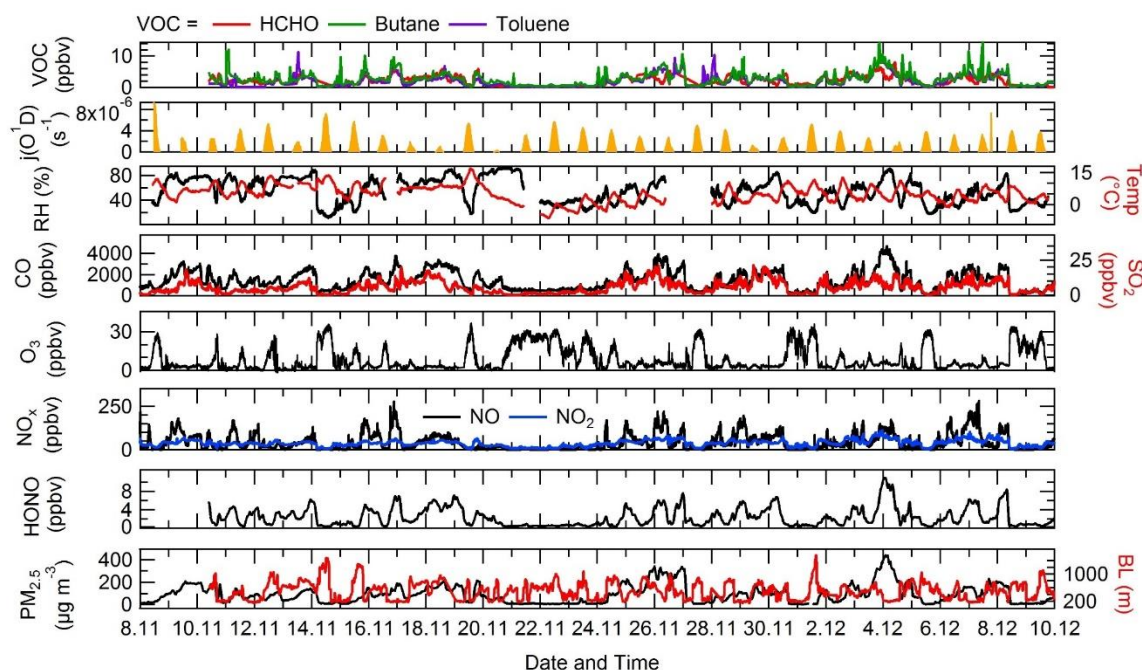 VOC = HCHO Butane Toluene
VOC
(ppbv)
10
0
j(O¹D)
(s⁻¹)
8x10⁻⁶
4
0
RH (%)
80
40
15
0
Temp
(°C)
CO
(ppbv)
4000
2000
0
25
0
SO₂
(ppbv)
O₃
(ppbv)
30
0
NOₓ
(ppbv)
250
0
NO NO₂
HONO
(ppbv)
8
4
0
PM₂.₅
(µg m⁻³)
400
200
0
1000
200
BL (m)
8.11 10.11 12.11 14.11 16.11 18.11 20.11 22.11 24.11 26.11 28.11 30.11 2.12 4.12 6.12 8.12 10.12
Date and Time